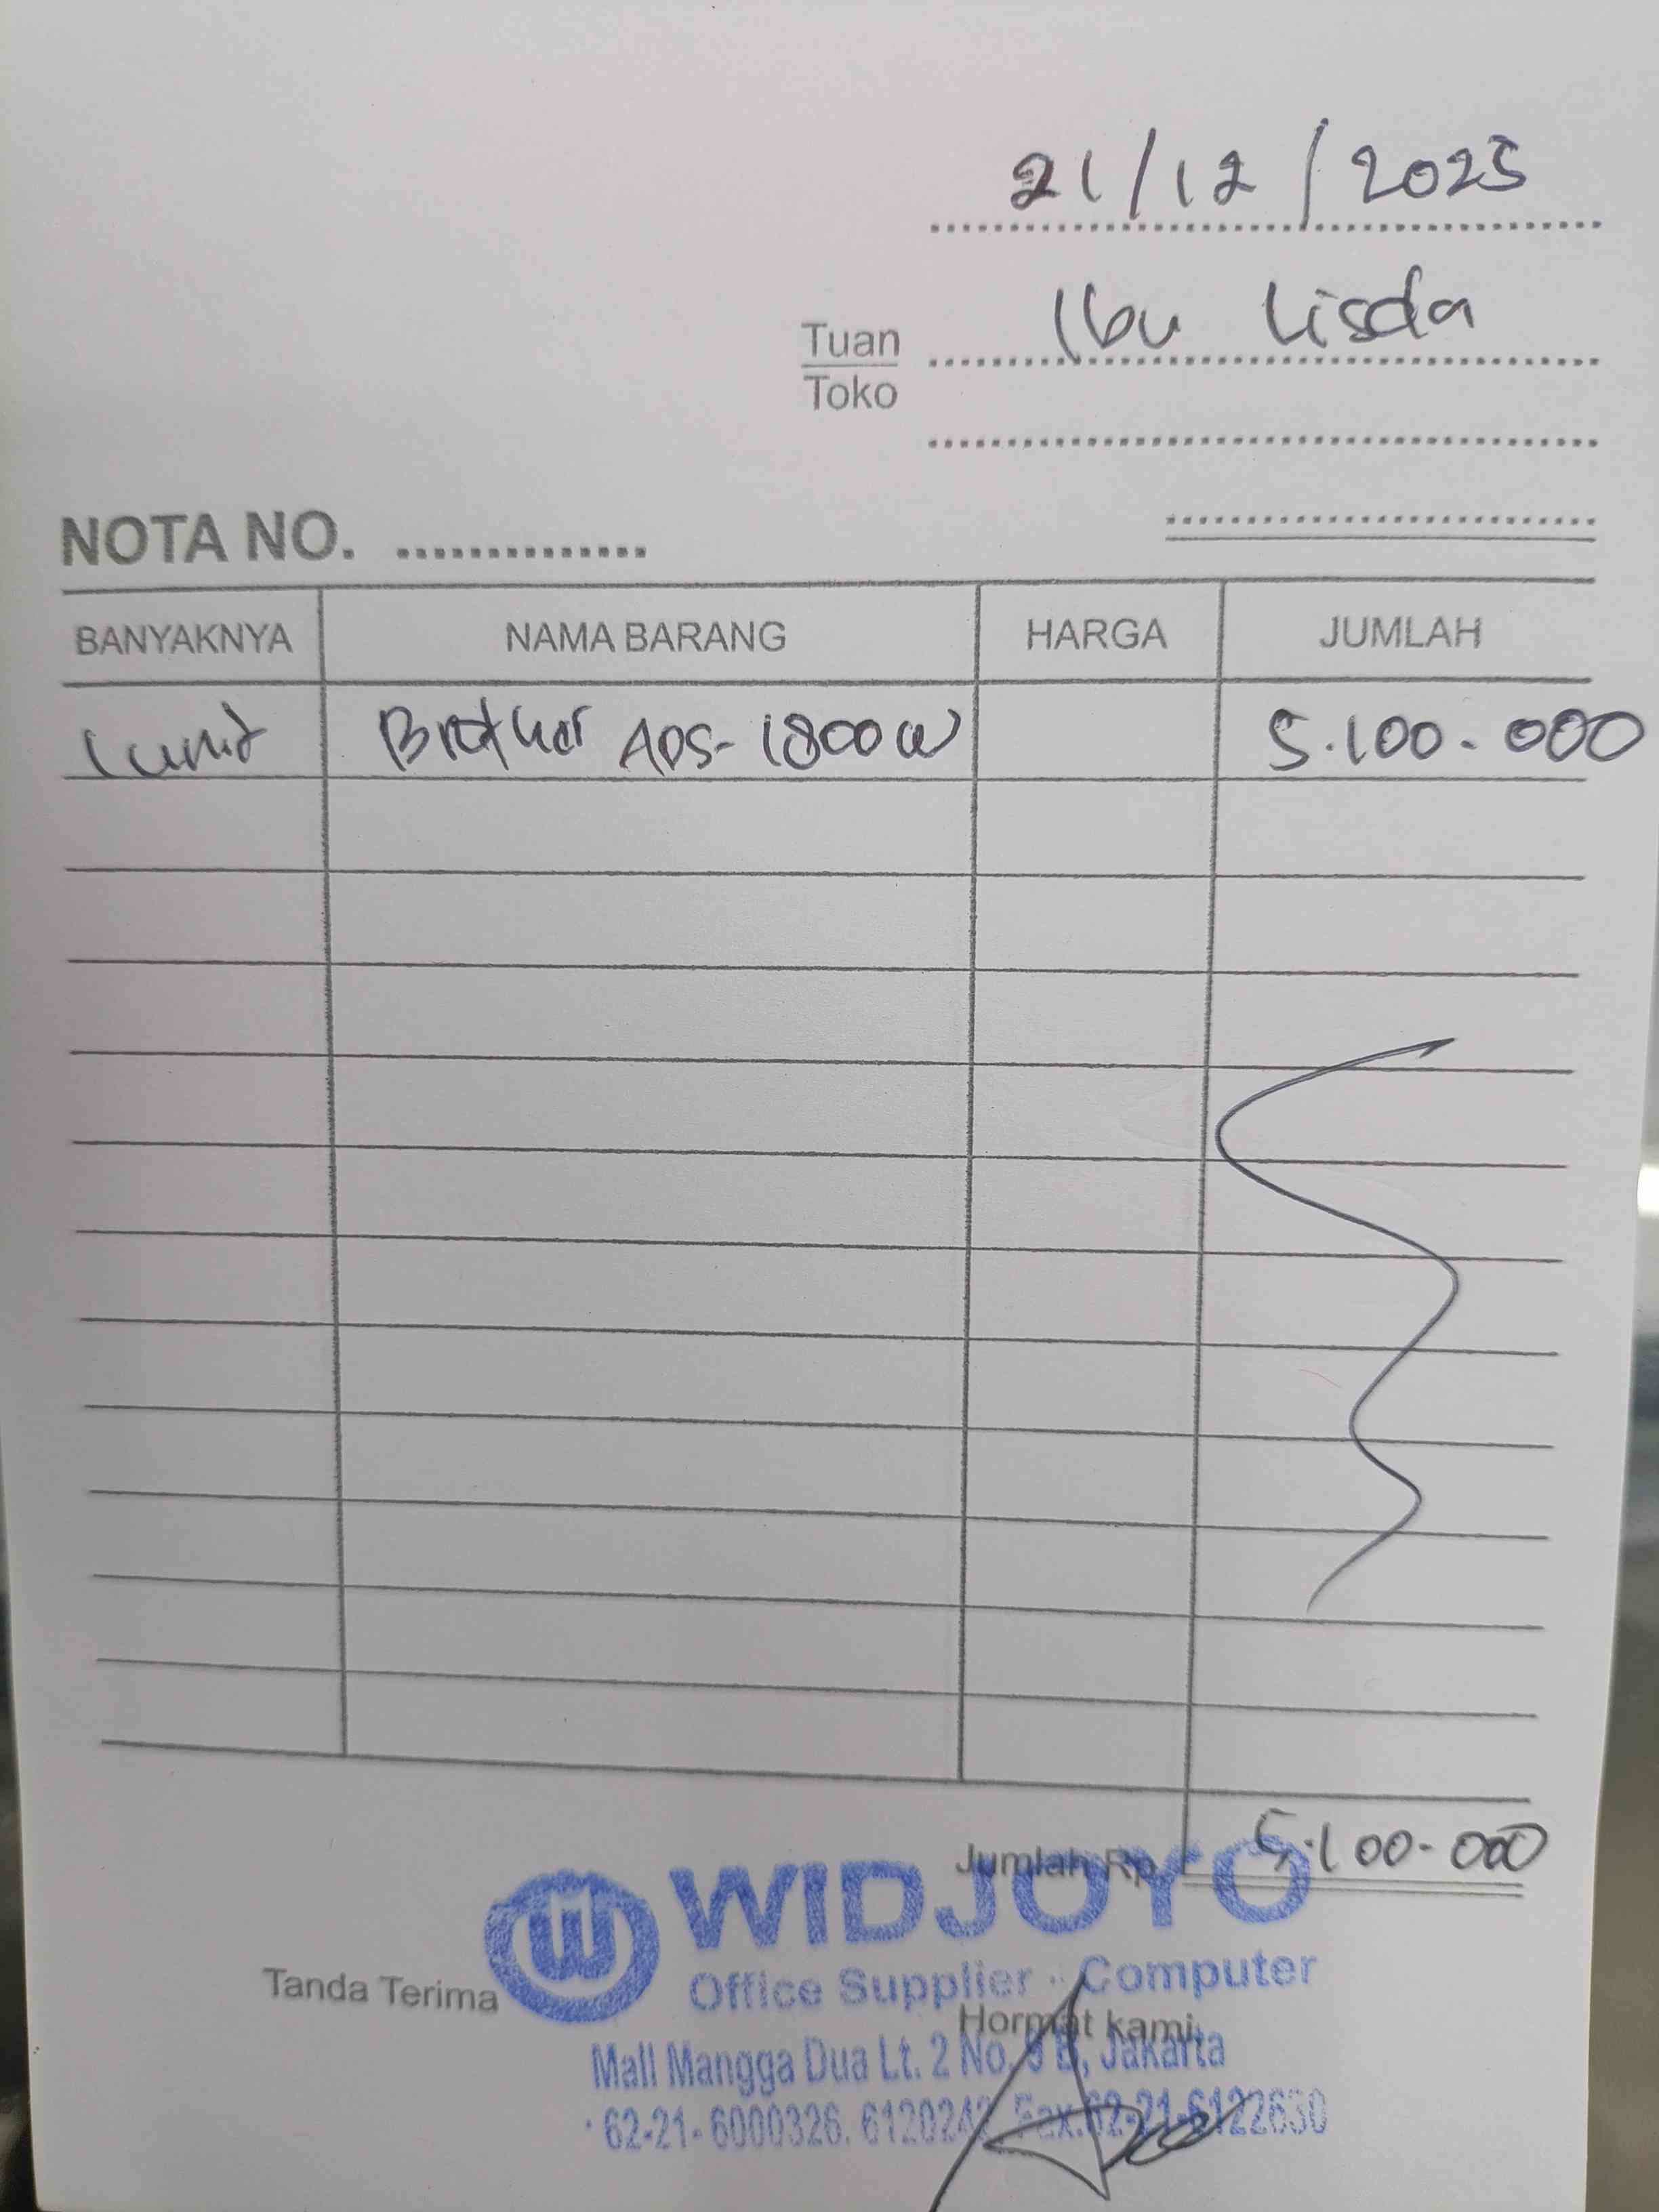 21/12/2025
Tuan Ibu Lisda
Toko
NOTA NO. ..............
BANYAKNYA NAMA BARANG HARGA JUMLAH
1 unit Brother ADS-1800W 5.100.000
Jumlah Rp 5.100.000
WIDJOYO
Office Supplier - Computer
Tanda Terima
Hormat kami,
Mall Mangga Dua Lt. 2 No. Jakarta
62-21-6000326, Fax.62-21-6122630